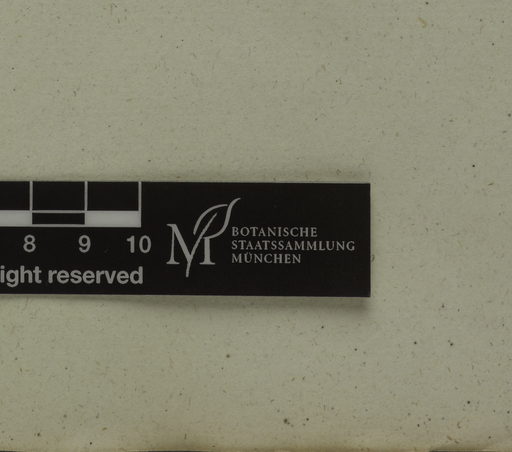 8 9 10
ight reserved
M BOTANISCHE
STAATSSAMMLUNG
MÜNCHEN